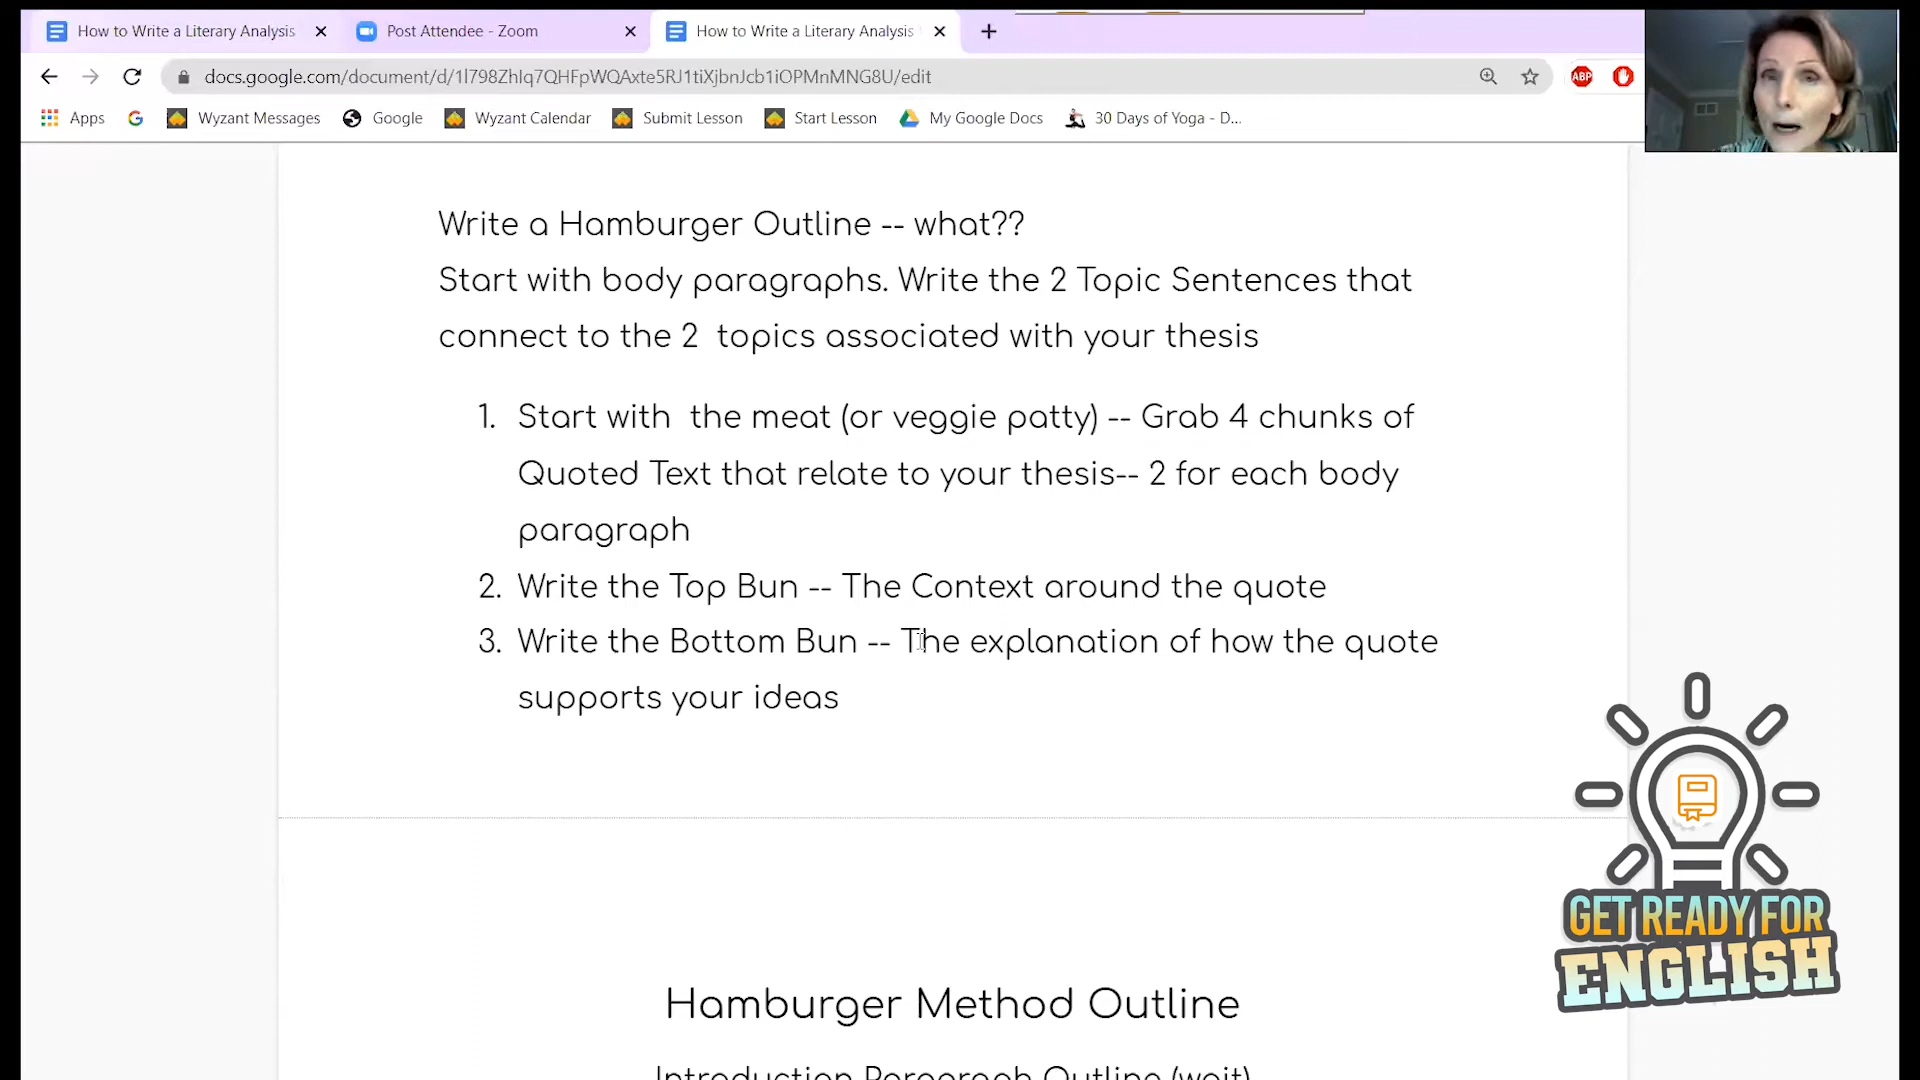 How to Write a Literary Analysis
Post Attendee - Zoom
How to Write a Literary Analysis
docs.google.com/document/d/1l798ZhIq7QHFpWQAxte5RJ1tiXjbnJcb1iOPMnMNG8U/edit
ABP
Apps
Wyzant Messages
Google
Wyzant Calendar
Submit Lesson
Start Lesson
My Google Docs
30 Days of Yoga - D...
Write a Hamburger Outline -- what??
Start with body paragraphs. Write the 2 Topic Sentences that
connect to the 2 topics associated with your thesis
1. Start with the meat (or veggie patty) -- Grab 4 chunks of
Quoted Text that relate to your thesis-- 2 for each body
paragraph
2. Write the Top Bun -- The Context around the quote
3. Write the Bottom Bun -- The explanation of how the quote
supports your ideas
GET READY FOR
ENGLISH
Hamburger Method Outline
Introduction Paragraph Outline (wait)